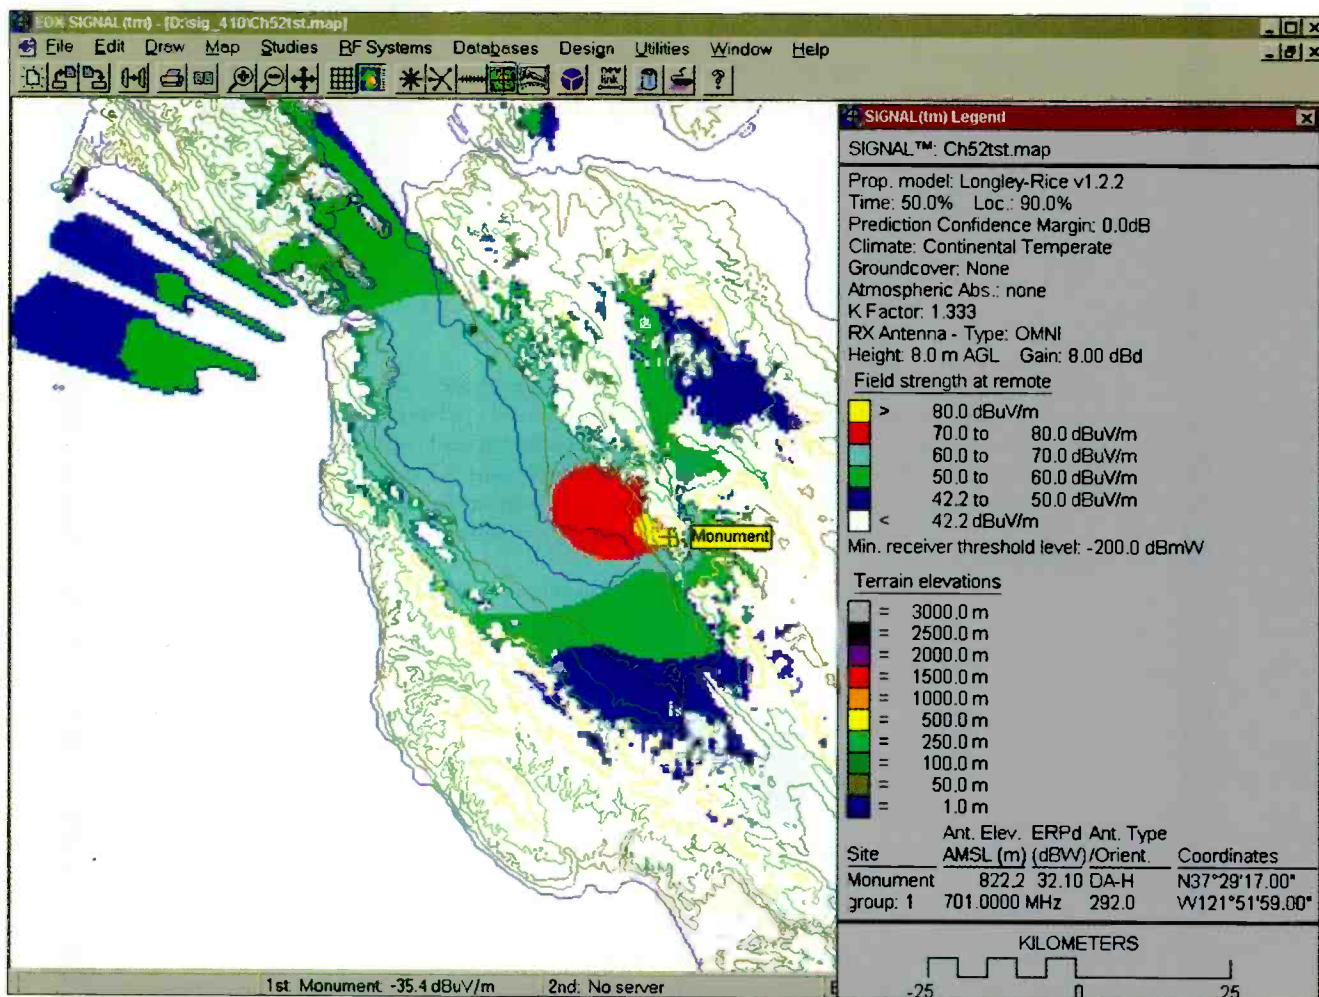 EDX SIGNAL(tm) - [D:\sig_410\Ch52tst.map]
File Edit Draw Map Studies RF Systems Databases Design Utilities Window Help
new link
?
SIGNAL(tm) Legend
SIGNAL™: Ch52tst.map
Prop. model: Longley-Rice v1.2.2
Time: 50.0% Loc.: 90.0%
Prediction Confidence Margin: 0.0dB
Climate: Continental Temperate
Groundcover: None
Atmospheric Abs.: none
K Factor: 1.333
RX Antenna - Type: OMNI
Height: 8.0 m AGL Gain: 8.00 dBd
Field strength at remote
> 80.0 dBuV/m
70.0 to 80.0 dBuV/m
60.0 to 70.0 dBuV/m
50.0 to 60.0 dBuV/m
42.2 to 50.0 dBuV/m
< 42.2 dBuV/m
Monument
Min. receiver threshold level: -200.0 dBmW
Terrain elevations
= 3000.0 m
= 2500.0 m
= 2000.0 m
= 1500.0 m
= 1000.0 m
= 500.0 m
= 250.0 m
= 100.0 m
= 50.0 m
= 1.0 m
Ant. Elev. ERPd Ant. Type
Site AMSL (m) (dBW) /Orient. Coordinates
Monument 822.2 32.10 DA-H N37°29'17.00"
group: 1 701.0000 MHz 292.0 W121°51'59.00"
KILOMETERS
-25 0 25
1st: Monument -35.4 dBuV/m 2nd: No server